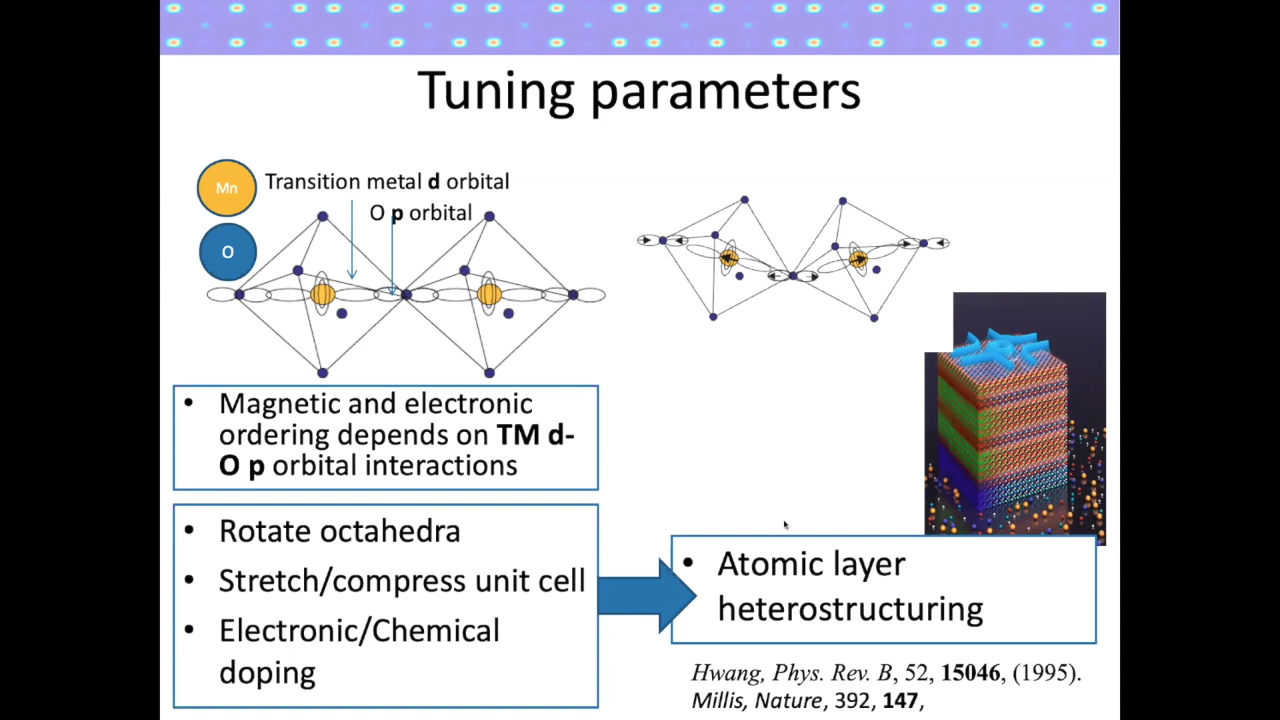 Tuning parameters
Mn
Transition metal d orbital
O p orbital
O
• Magnetic and electronic
ordering depends on TM d-
O p orbital interactions
• Rotate octahedra
• Stretch/compress unit cell
• Electronic/Chemical
doping
• Atomic layer
heterostructuring
Hwang, Phys. Rev. B, 52, 15046, (1995).
Millis, Nature, 392, 147,